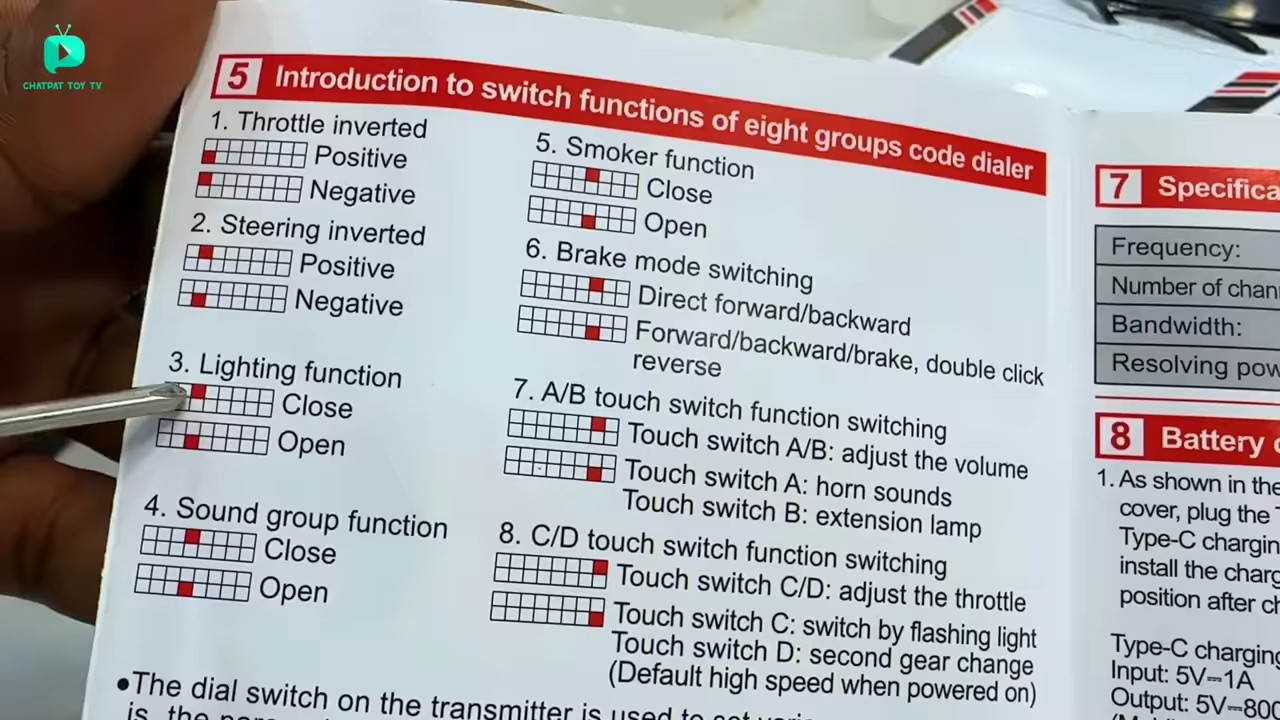 CHATPAT TOY TV
5 Introduction to switch functions of eight groups code dialer
1. Throttle inverted
Positive
Negative
2. Steering inverted
Positive
Negative
3. Lighting function
Close
Open
4. Sound group function
Close
Open
5. Smoker function
Close
Open
6. Brake mode switching
Direct forward/backward
Forward/backward/brake, double click
reverse
7. A/B touch switch function switching
Touch switch A/B: adjust the volume
Touch switch A: horn sounds
Touch switch B: extension lamp
8. C/D touch switch function switching
Touch switch C/D: adjust the throttle
Touch switch C: switch by flashing light
Touch switch D: second gear change
(Default high speed when powered on)
•The dial switch on the transmitter is used to set
is, the
7 Specifica
Frequency:
Number of chan
Bandwidth:
Resolving pow
8 Battery
1. As shown in the
cover, plug the
Type-C charging
install the charg
position after ch
Type-C charging
Input: 5V⎓1A
Output: 5V⎓800